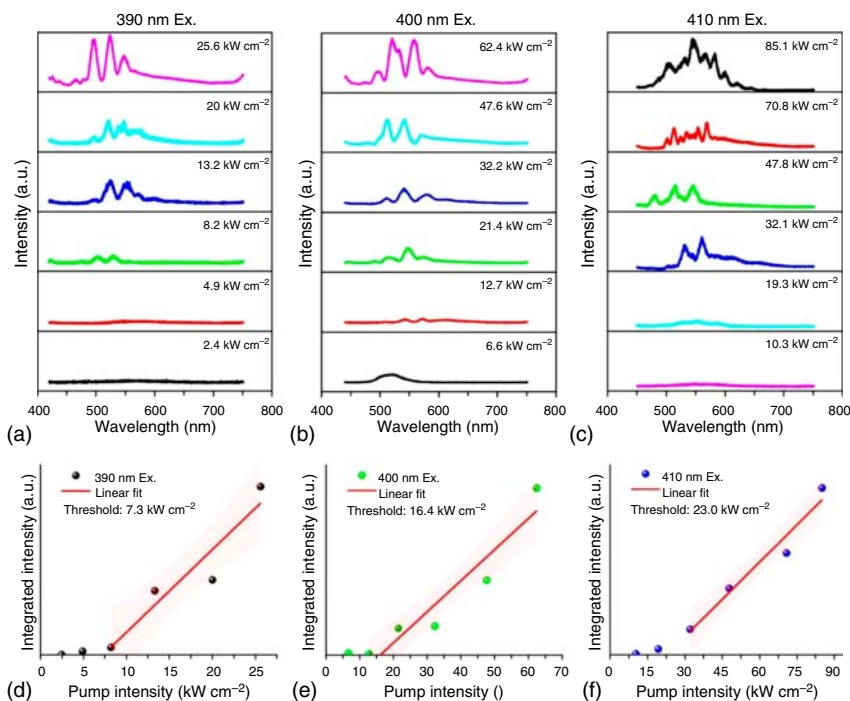 390 nm Ex.
400 nm Ex.
410 nm Ex.
Intensity (a.u.)
25.6 kW cm⁻²
20 kW cm⁻²
13.2 kW cm⁻²
8.2 kW cm⁻²
4.9 kW cm⁻²
2.4 kW cm⁻²
400 500 600 700 800
Wavelength (nm)
(a)
Intensity (a.u.)
62.4 kW cm⁻²
47.6 kW cm⁻²
32.2 kW cm⁻²
21.4 kW cm⁻²
12.7 kW cm⁻²
6.6 kW cm⁻²
400 500 600 700 800
Wavelength (nm)
(b)
Intensity (a.u.)
85.1 kW cm⁻²
70.8 kW cm⁻²
47.8 kW cm⁻²
32.1 kW cm⁻²
19.3 kW cm⁻²
10.3 kW cm⁻²
400 500 600 700 800
Wavelength (nm)
(c)
Integrated intensity (a.u.)
390 nm Ex.
Linear fit
Threshold: 7.3 kW cm⁻²
0 5 10 15 20 25
Pump intensity (kW cm⁻²)
(d)
Integrated intensity (a.u.)
400 nm Ex.
Linear fit
Threshold: 16.4 kW cm⁻²
0 10 20 30 40 50 60 70
Pump intensity ()
(e)
Integrated intensity (a.u.)
410 nm Ex.
Linear fit
Threshold: 23.0 kW cm⁻²
0 15 30 45 60 75 90
Pump intensity (kW cm⁻²)
(f)